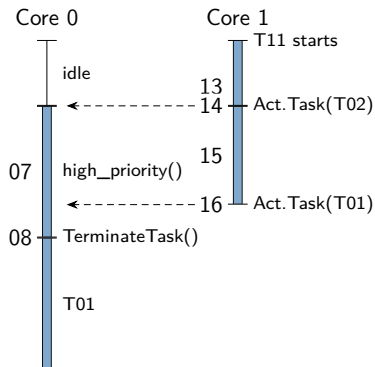 Core 0
Core 1
T11 starts
idle
13
14
Act.Task(T02)
07
high_priority()
15
16
Act.Task(T01)
08
TerminateTask()
T01